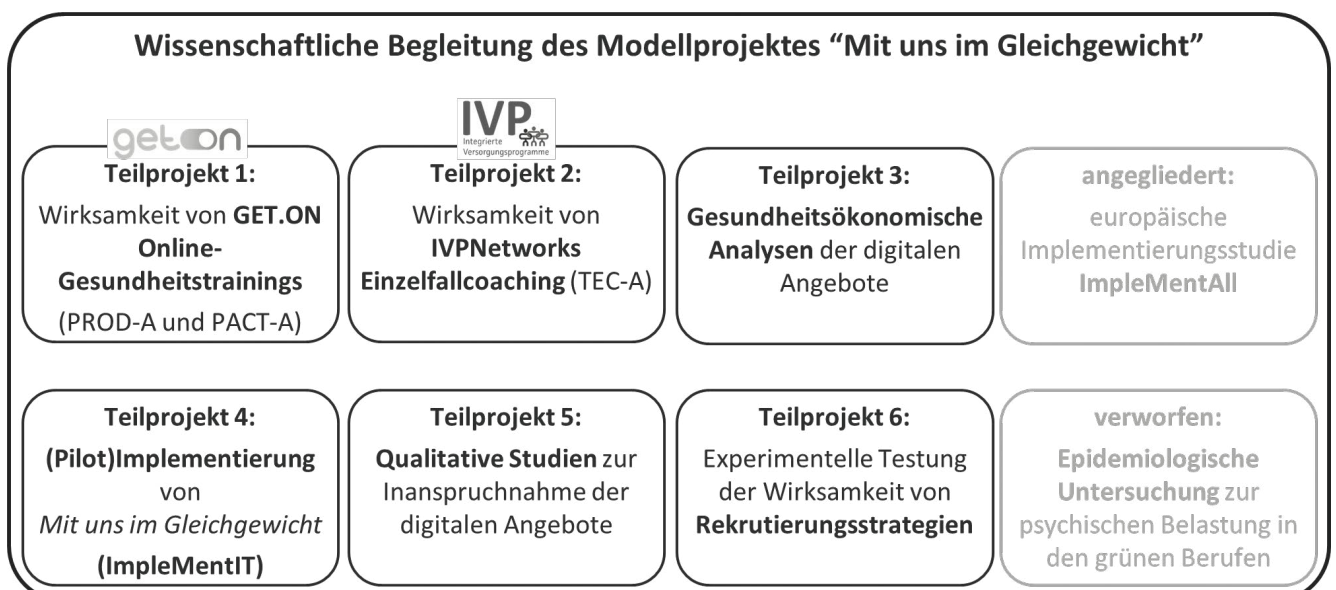 Wissenschaftliche Begleitung des Modellprojektes “Mit uns im Gleichgewicht”
get on
IVP
Integrierte
Versorgungsprogramme
Teilprojekt 1:
Wirksamkeit von GET.ON
Online-
Gesundheitstrainings
(PROD-A und PACT-A)
Teilprojekt 2:
Wirksamkeit von
IVPNetworks
Einzelfallcoaching (TEC-A)
Teilprojekt 3:
Gesundheitsökonomische
Analysen der digitalen
Angebote
angegliedert:
europäische
Implementierungsstudie
ImpleMentAll
Teilprojekt 4:
(Pilot)Implementierung
von
Mit uns im Gleichgewicht
(ImpleMentIT)
Teilprojekt 5:
Qualitative Studien zur
Inanspruchnahme der
digitalen Angebote
Teilprojekt 6:
Experimentelle Testung
der Wirksamkeit von
Rekrutierungsstrategien
verworfen:
Epidemiologische
Untersuchung zur
psychischen Belastung in
den grünen Berufen